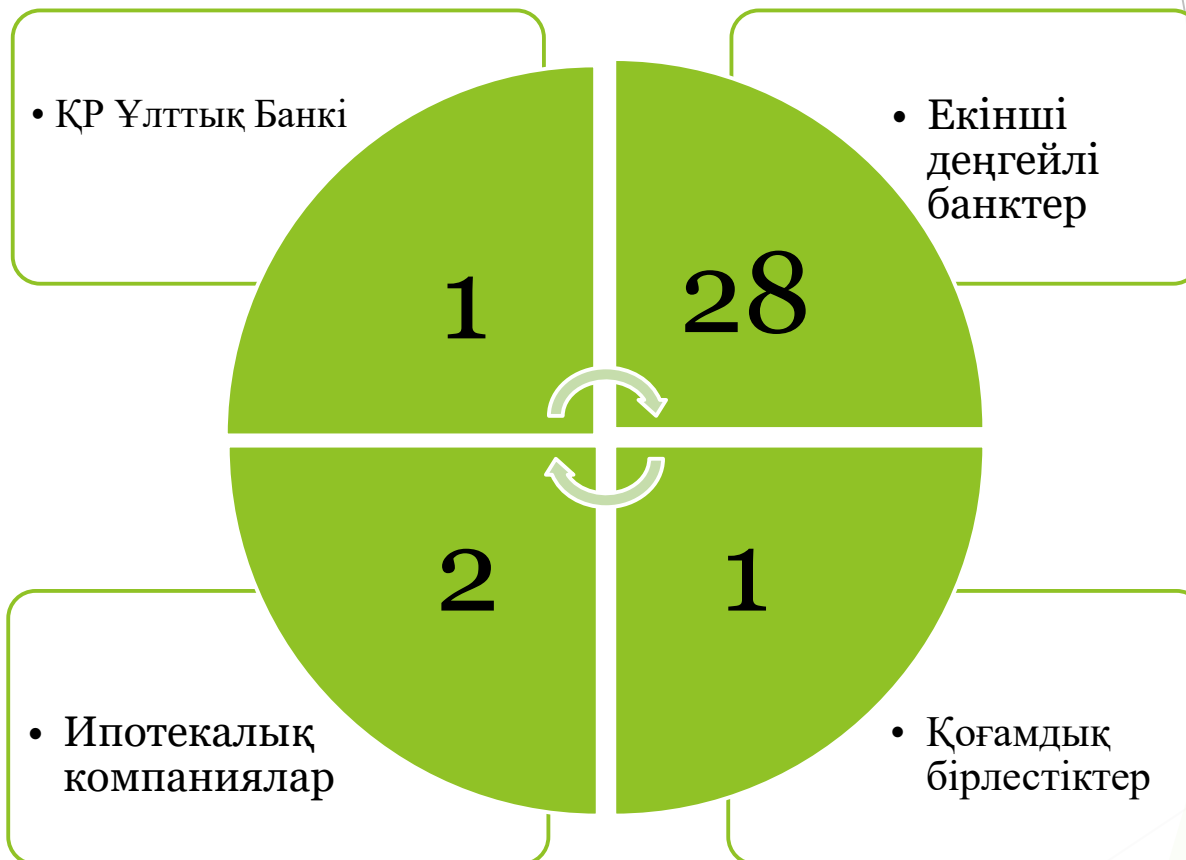 • ҚР Ұлттық Банкі
1
• Екінші
деңгейлі
банктер
28
• Ипотекалық
компаниялар
2
• Қоғамдық
бірлестіктер
1